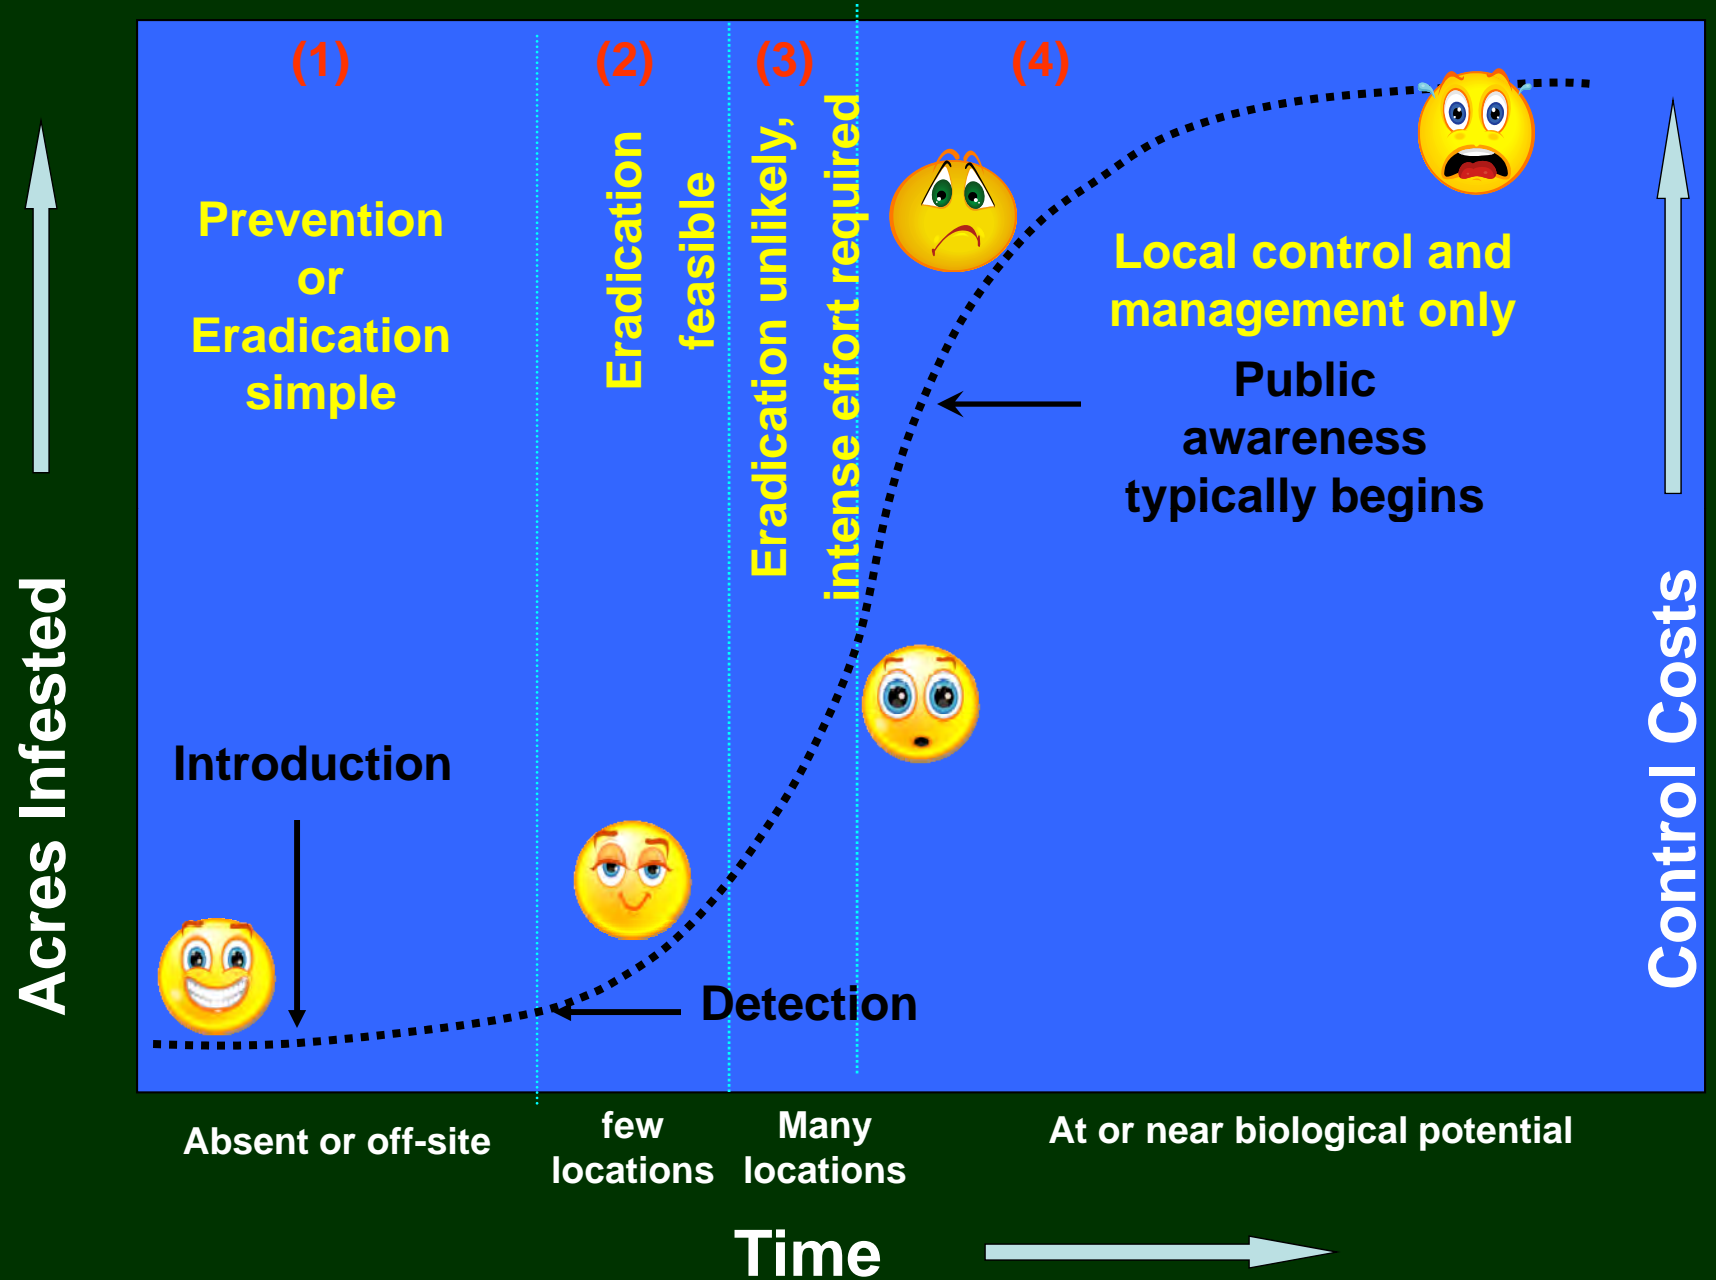 (1)
(2)
(3)
(4)
Prevention
or
Eradication
simple
Eradication
feasible
Eradication unlikely,
intense effort required
Local control and
management only
Public
awareness
typically begins
Introduction
Detection
Acres Infested
Control Costs
Absent or off-site
few
locations
Many
locations
At or near biological potential
Time